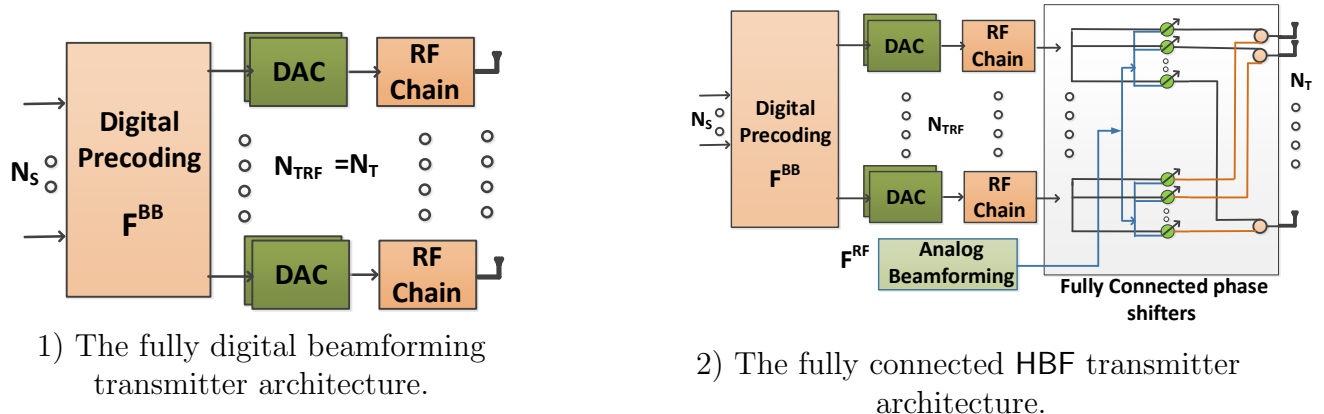 Digital
Precoding
F^BB
N_S
DAC
RF
Chain
N_TRF =N_T
DAC
RF
Chain
1) The fully digital beamforming
transmitter architecture.
Digital
Precoding
F^BB
N_S
DAC
RF
Chain
N_TRF
DAC
RF
Chain
N_T
F^RF
Analog
Beamforming
Fully Connected phase
shifters
2) The fully connected HBF transmitter
architecture.